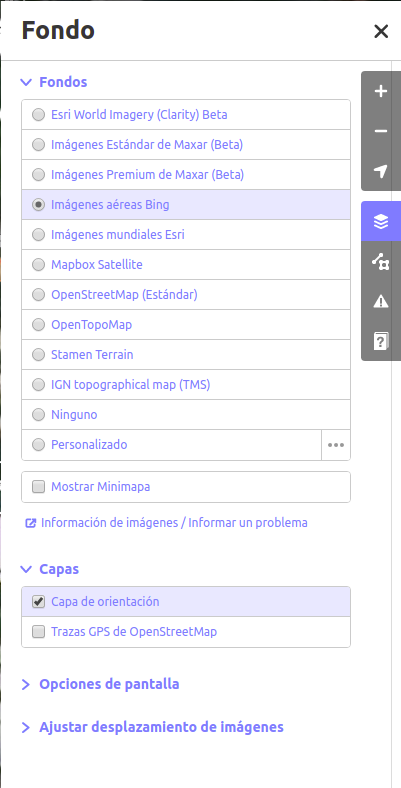 Fondo
Fondos
Esri World Imagery (Clarity) Beta
Imágenes Estándar de Maxar (Beta)
Imágenes Premium de Maxar (Beta)
Imágenes aéreas Bing
Imágenes mundiales Esri
Mapbox Satellite
OpenStreetMap (Estándar)
OpenTopoMap
Stamen Terrain
IGN topographical map (TMS)
Ninguno
Personalizado
Mostrar Minimapa
Información de imágenes / Informar un problema
Capas
Capa de orientación
Trazas GPS de OpenStreetMap
Opciones de pantalla
Ajustar desplazamiento de imágenes